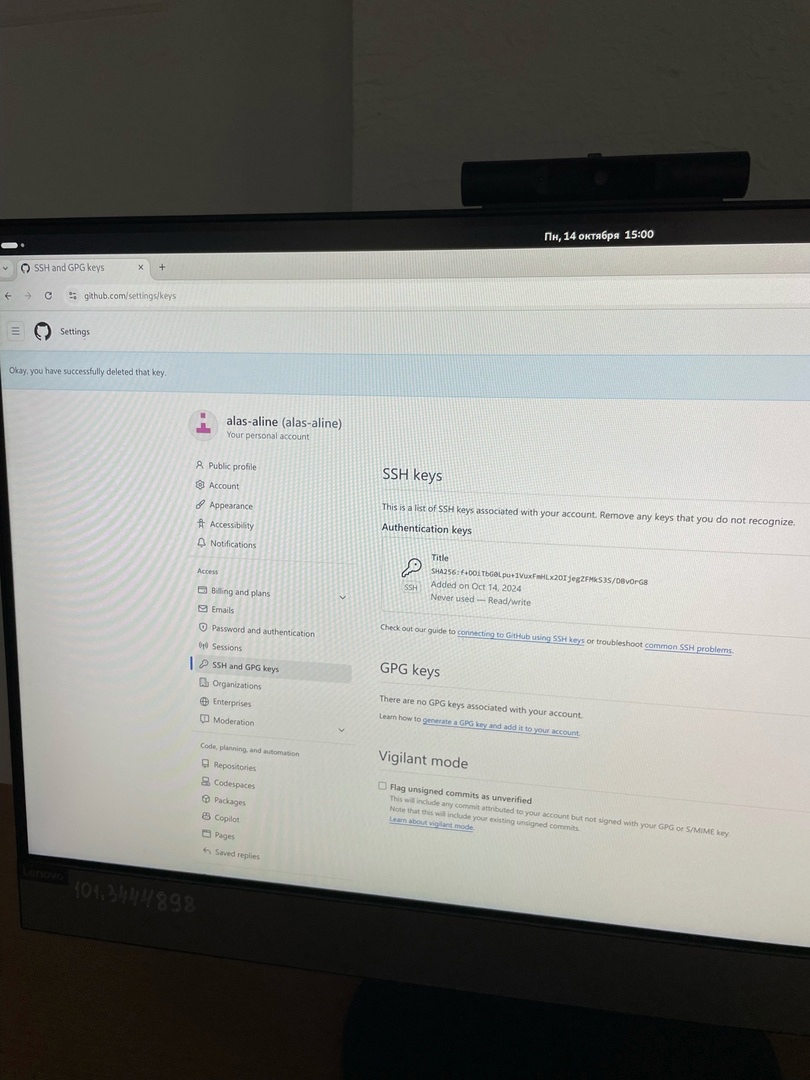 Пн, 14 октября 15:00
SSH and GPG keys
github.com/settings/keys
Settings
Okay, you have successfully deleted that key.
alas-aline (alas-aline)
Your personal account
Public profile
Account
Appearance
Accessibility
Notifications
Access
Billing and plans
Emails
Password and authentication
Sessions
SSH and GPG keys
Organizations
Enterprises
Moderation
Code, planning, and automation
Repositories
Codespaces
Packages
Copilot
Pages
Saved replies
SSH keys
This is a list of SSH keys associated with your account. Remove any keys that you do not recognize.
Authentication keys
SSH
Title
Added on Oct 14, 2024
Never used — Read/write
Check out our guide to connecting to GitHub using SSH keys or troubleshoot common SSH problems.
GPG keys
There are no GPG keys associated with your account.
Learn how to generate a GPG key and add it to your account.
Vigilant mode
Flag unsigned commits as unverified
This will include any commit attributed to your account but not signed with your GPG or S/MIME key.
Note that this will include your existing unsigned commits.
Learn about vigilant mode.
Lenovo
101.3444898